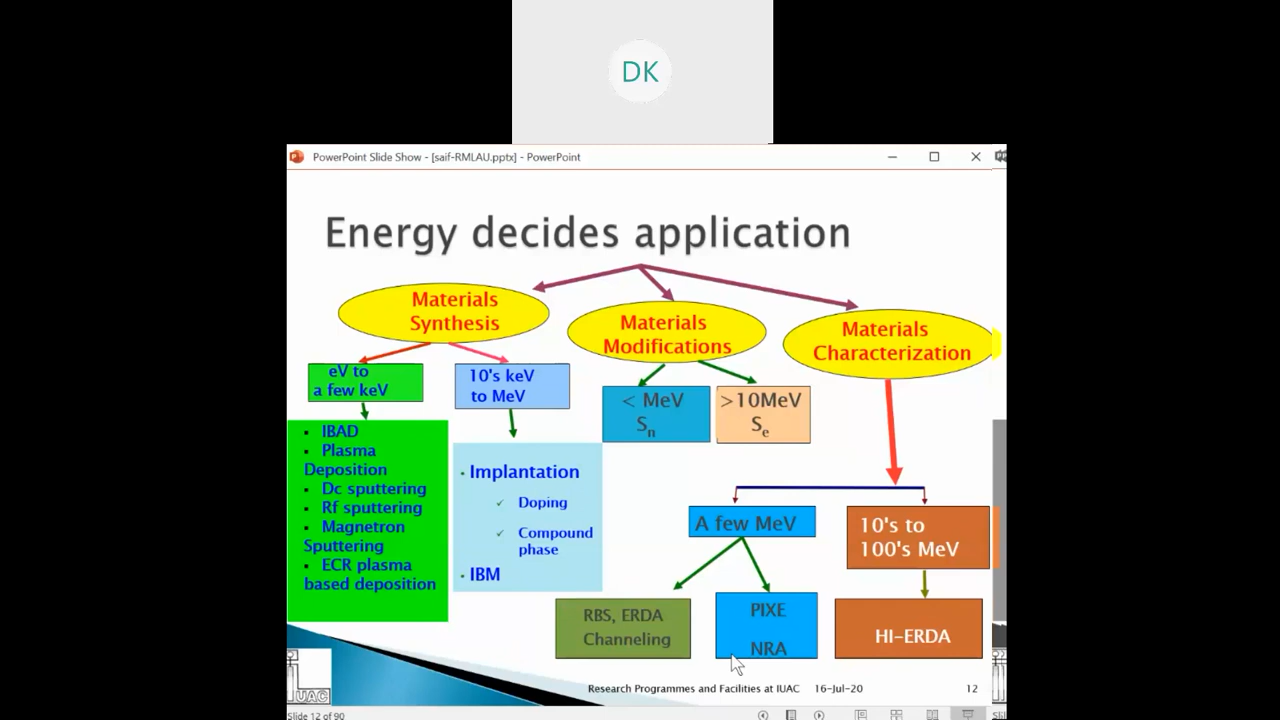 DK
PowerPoint Slide Show - [saif-RMLAU.pptx] - PowerPoint
Energy decides application
Materials
Synthesis
Materials
Modifications
Materials
Characterization
eV to
a few keV
10's keV
to MeV
< MeV
Sn
>10MeV
Se
IBAD
Plasma
Deposition
Dc sputtering
Rf sputtering
Magnetron
Sputtering
ECR plasma
based deposition
Implantation
Doping
Compound
phase
IBM
A few MeV
10's to
100's MeV
RBS, ERDA
Channeling
PIXE
NRA
HI-ERDA
IUAC
Research Programmes and Facilities at IUAC 16-Jul-20 12
Slide 12 of 90